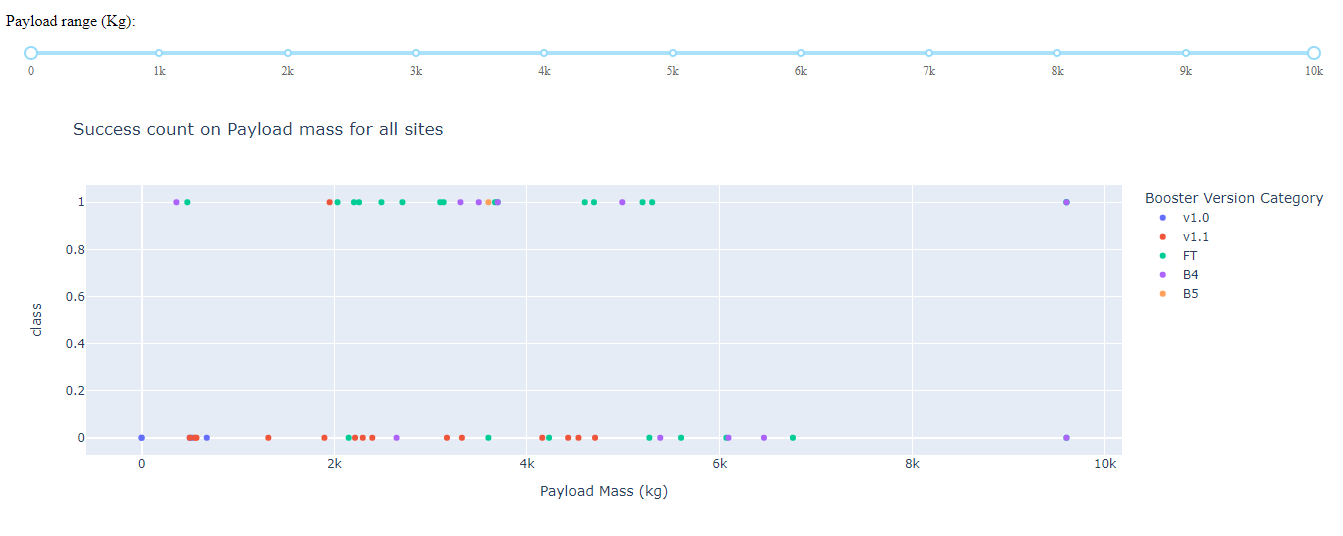 Payload range (Kg):
0 1k 2k 3k 4k 5k 6k 7k 8k 9k 10k
Success count on Payload mass for all sites
Booster Version Category
v1.0
v1.1
FT
B4
B5
class
1
0.8
0.6
0.4
0.2
0
0 2k 4k 6k 8k 10k
Payload Mass (kg)